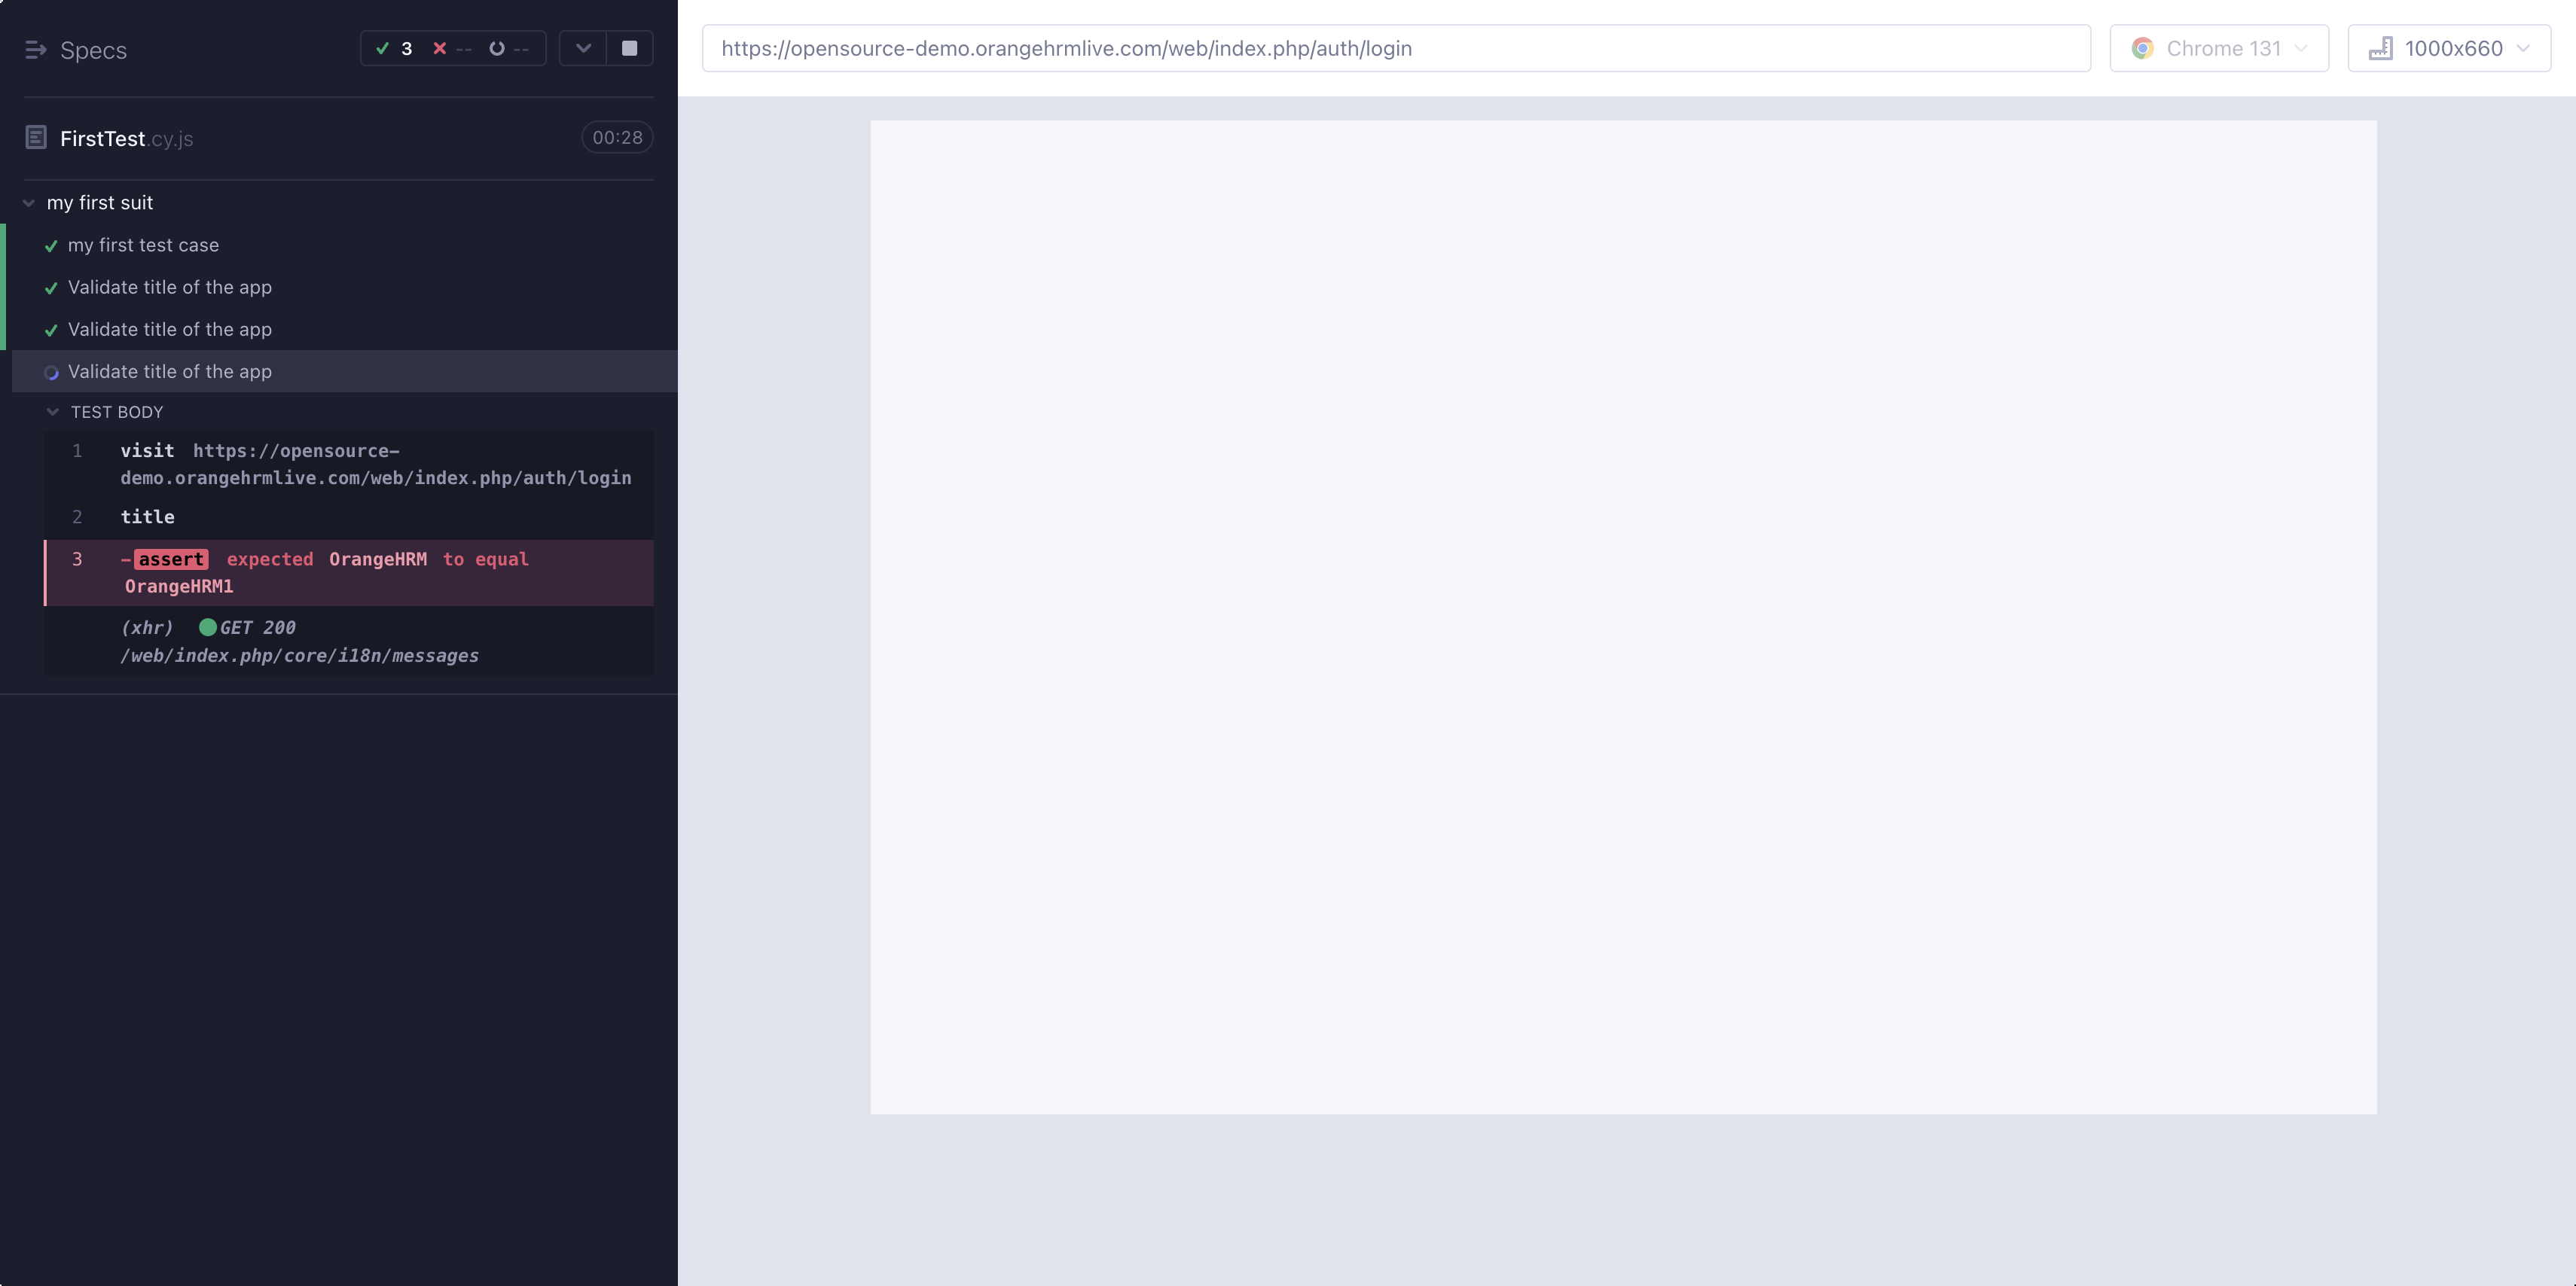 Specs
3 -- --
FirstTest.cy.js
00:28
my first suit
my first test case
Validate title of the app
Validate title of the app
Validate title of the app
TEST BODY
1 visit https://opensource-
demo.orangehrmlive.com/web/index.php/auth/login
2 title
3 -assert expected OrangeHRM to equal
OrangeHRM1
(xhr) GET 200
/web/index.php/core/i18n/messages
https://opensource-demo.orangehrmlive.com/web/index.php/auth/login
Chrome 131
1000x660